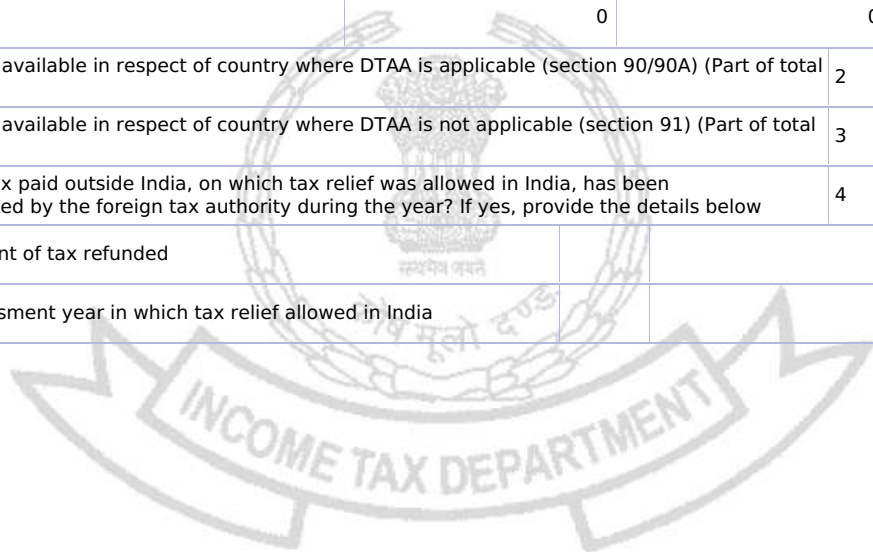 0 0
available in respect of country where DTAA is applicable (section 90/90A) (Part of total 2
available in respect of country where DTAA is not applicable (section 91) (Part of total 3
x paid outside India, on which tax relief was allowed in India, has been
ed by the foreign tax authority during the year? If yes, provide the details below 4
nt of tax refunded
सत्यमेव जयते
sment year in which tax relief allowed in India
कोष मूलो दण्ड
INCOME TAX DEPARTMENT